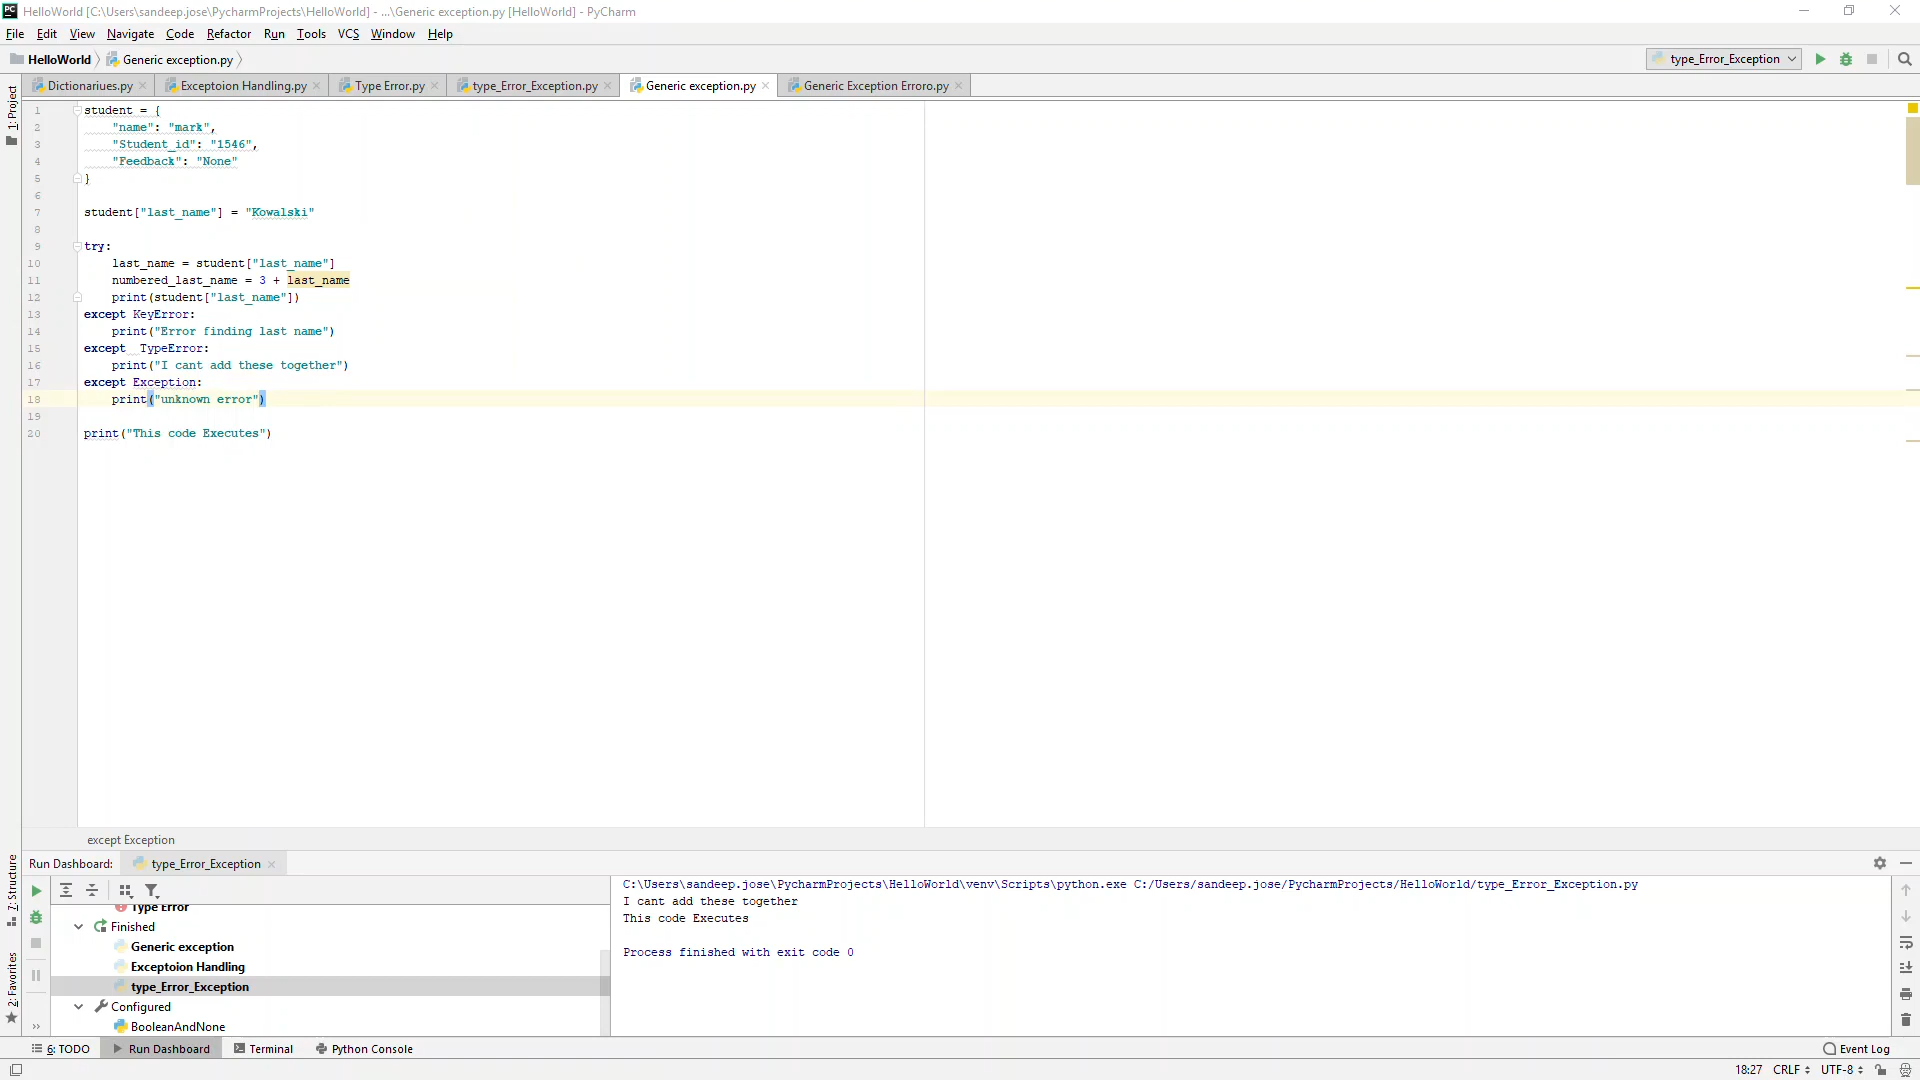 HelloWorld [C:\Users\sandeep.jose\PycharmProjects\HelloWorld] - ...\Generic exception.py [HelloWorld] - PyCharm
File Edit View Navigate Code Refactor Run Tools VCS Window Help
HelloWorld Generic exception.py type_Error_Exception
Dictionariues.py Exceptoion Handling.py Type Error.py type_Error_Exception.py Generic exception.py Generic Exception Erroro.py
1: Project
1 student = {
2 "name": "mark",
3 "Student_id": "1546",
4 "Feedback": "None"
5 }
6
7 student["last_name"] = "Kowalski"
8
9 try:
10 last_name = student["last_name"]
11 numbered_last_name = 3 + last_name
12 print(student["last_name"])
13 except KeyError:
14 print("Error finding last name")
15 except  TypeError:
16 print("I cant add these together")
17 except Exception:
18 print("unknown error")
19
20 print("This code Executes")
except Exception
Run Dashboard: type_Error_Exception
7: Structure
2: Favorites
Type Error
Finished
Generic exception
Exceptoion Handling
type_Error_Exception
Configured
BooleanAndNone
C:\Users\sandeep.jose\PycharmProjects\HelloWorld\venv\Scripts\python.exe C:/Users/sandeep.jose/PycharmProjects/HelloWorld/type_Error_Exception.py
I cant add these together
This code Executes
Process finished with exit code 0
6: TODO Run Dashboard Terminal Python Console Event Log
18:27 CRLF UTF-8